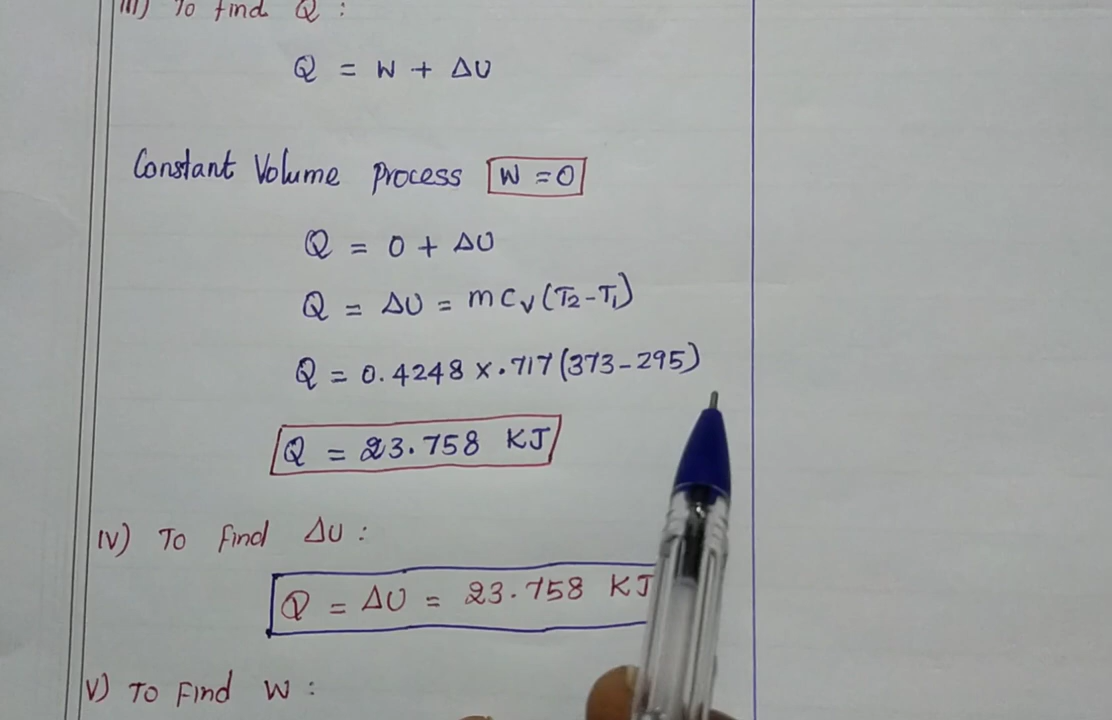 III) To find Q :
Q = W + ΔU
Constant Volume Process W = 0
Q = 0 + ΔU
Q = ΔU = m Cv (T2 - T1)
Q = 0.4248 x .717 (373 - 295)
Q = 23.758 KJ
IV) To find ΔU :
Q = ΔU = 23.758 KJ
V) To Find W :